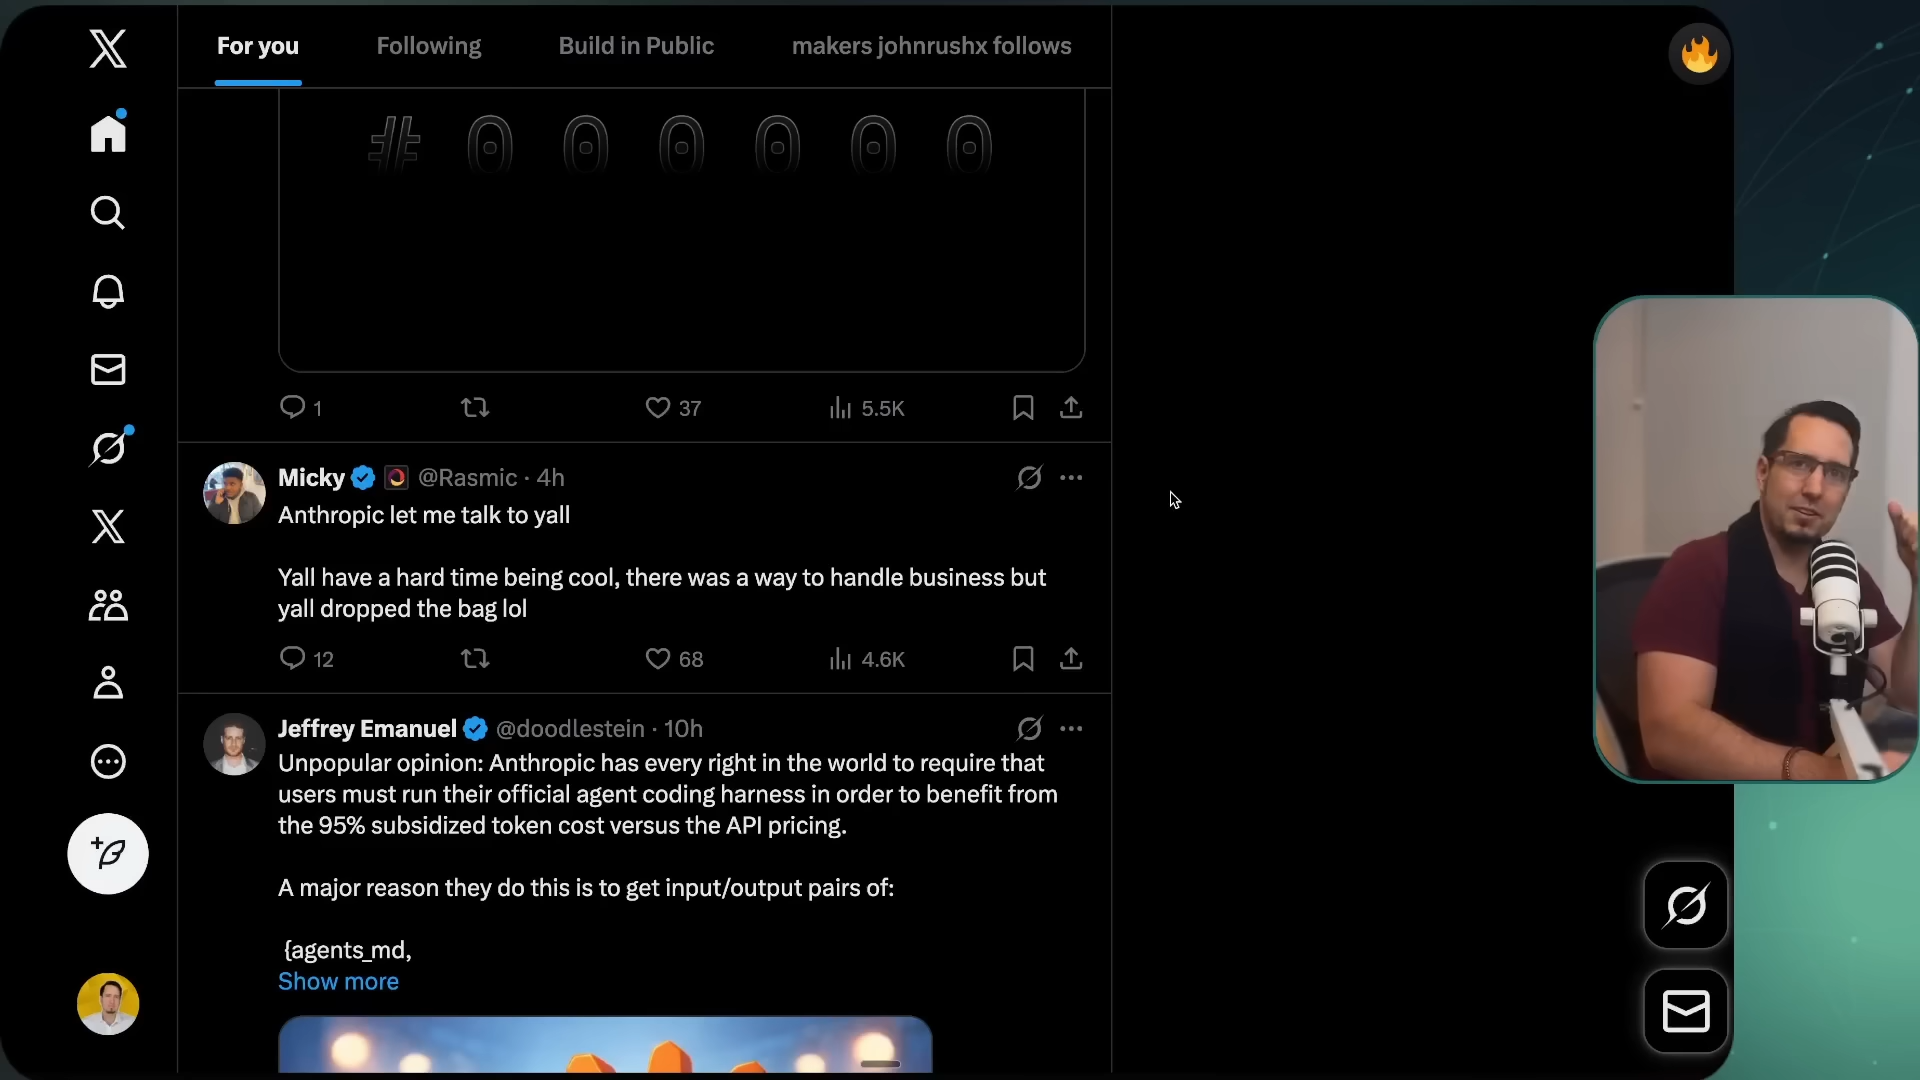 For you Following Build in Public makers johnrushx follows
# 0 0 0 0 0 0
1 37 5.5K
Micky @Rasmic · 4h
Anthropic let me talk to yall
Yall have a hard time being cool, there was a way to handle business but
yall dropped the bag lol
12 68 4.6K
Jeffrey Emanuel @doodlestein · 10h
Unpopular opinion: Anthropic has every right in the world to require that
users must run their official agent coding harness in order to benefit from
the 95% subsidized token cost versus the API pricing.
A major reason they do this is to get input/output pairs of:
{agents_md,
Show more